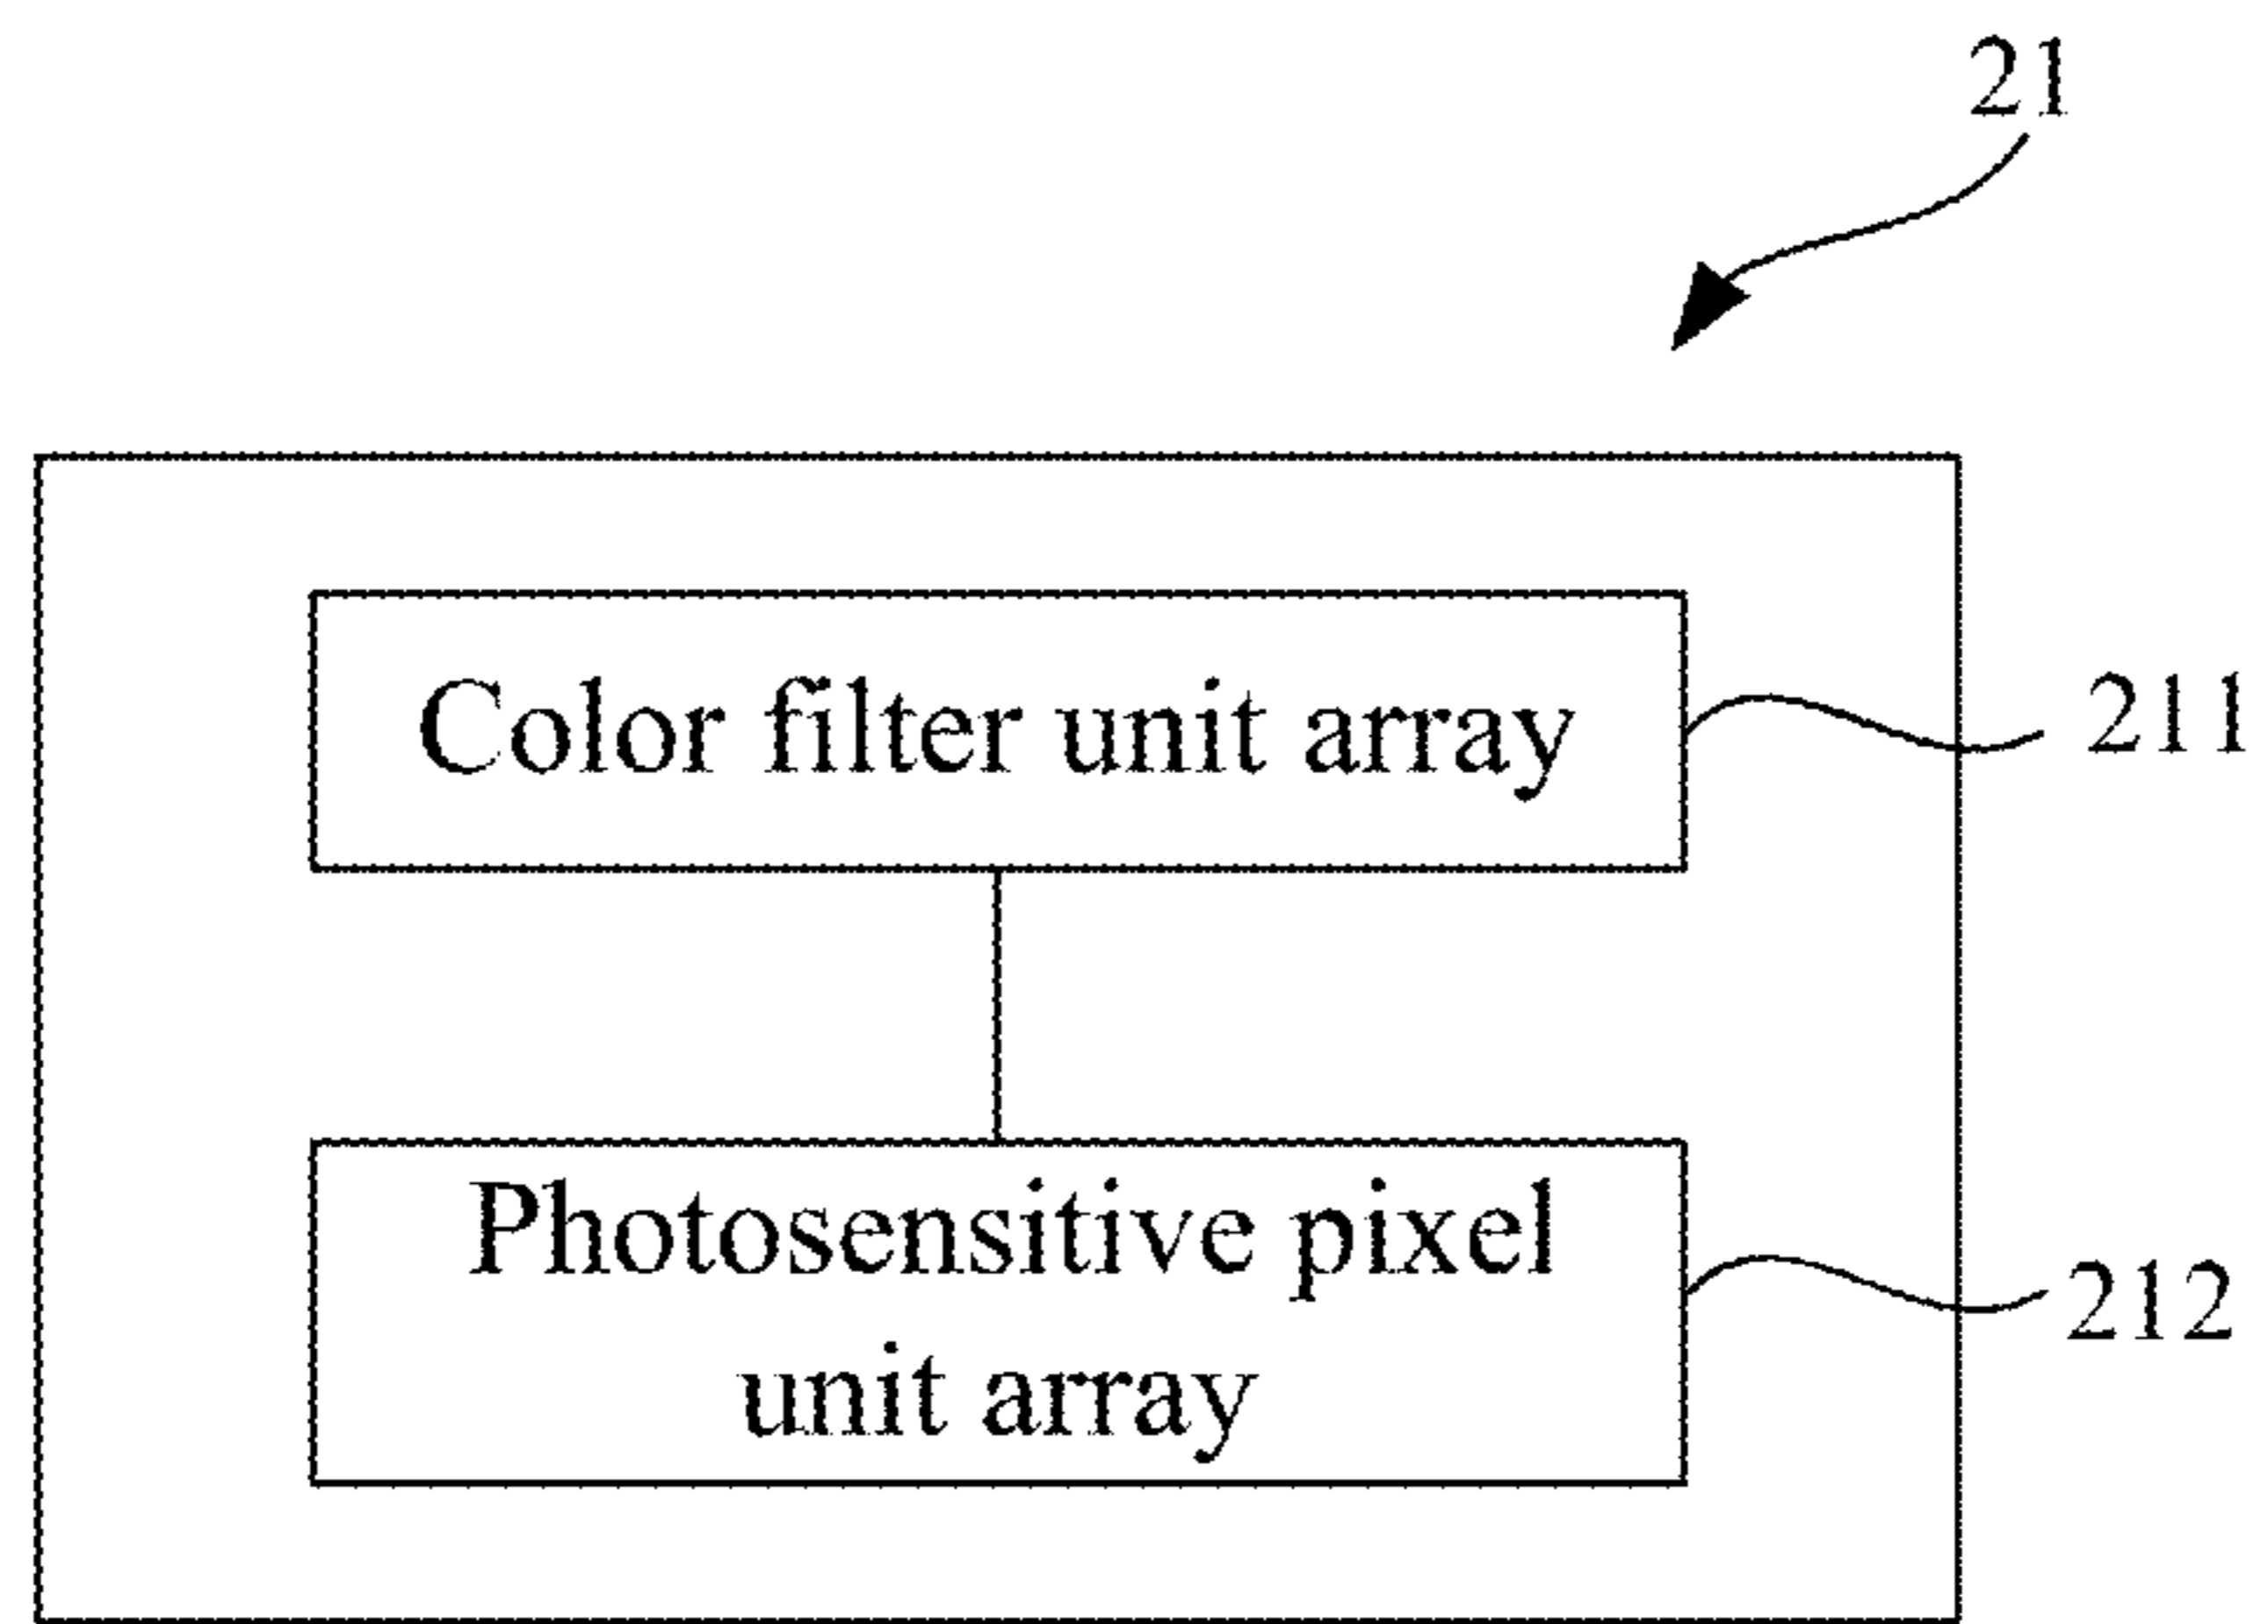 21
Color filter unit array
211
Photosensitive pixel
unit array
212